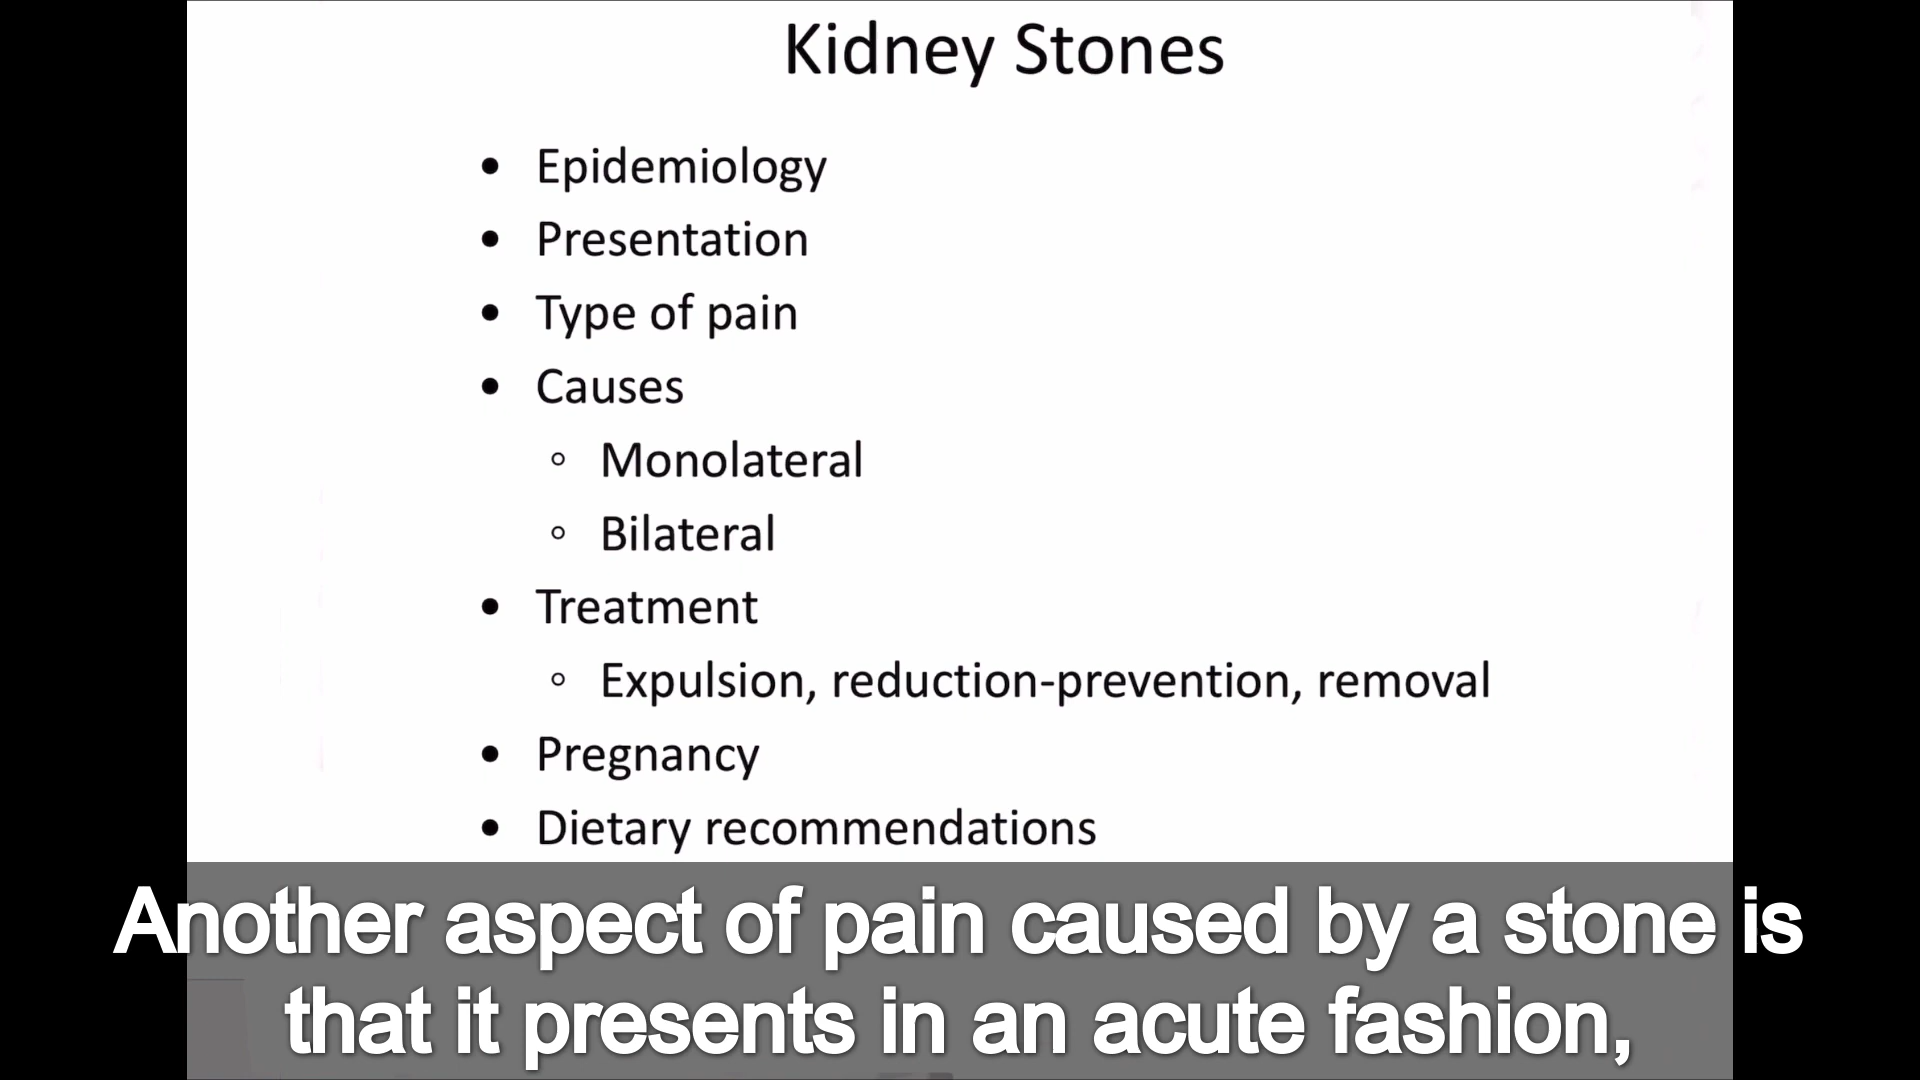 Kidney Stones
• Epidemiology
• Presentation
• Type of pain
• Causes
◦ Monolateral
◦ Bilateral
• Treatment
◦ Expulsion, reduction-prevention, removal
• Pregnancy
• Dietary recommendations
Another aspect of pain caused by a stone is
that it presents in an acute fashion,